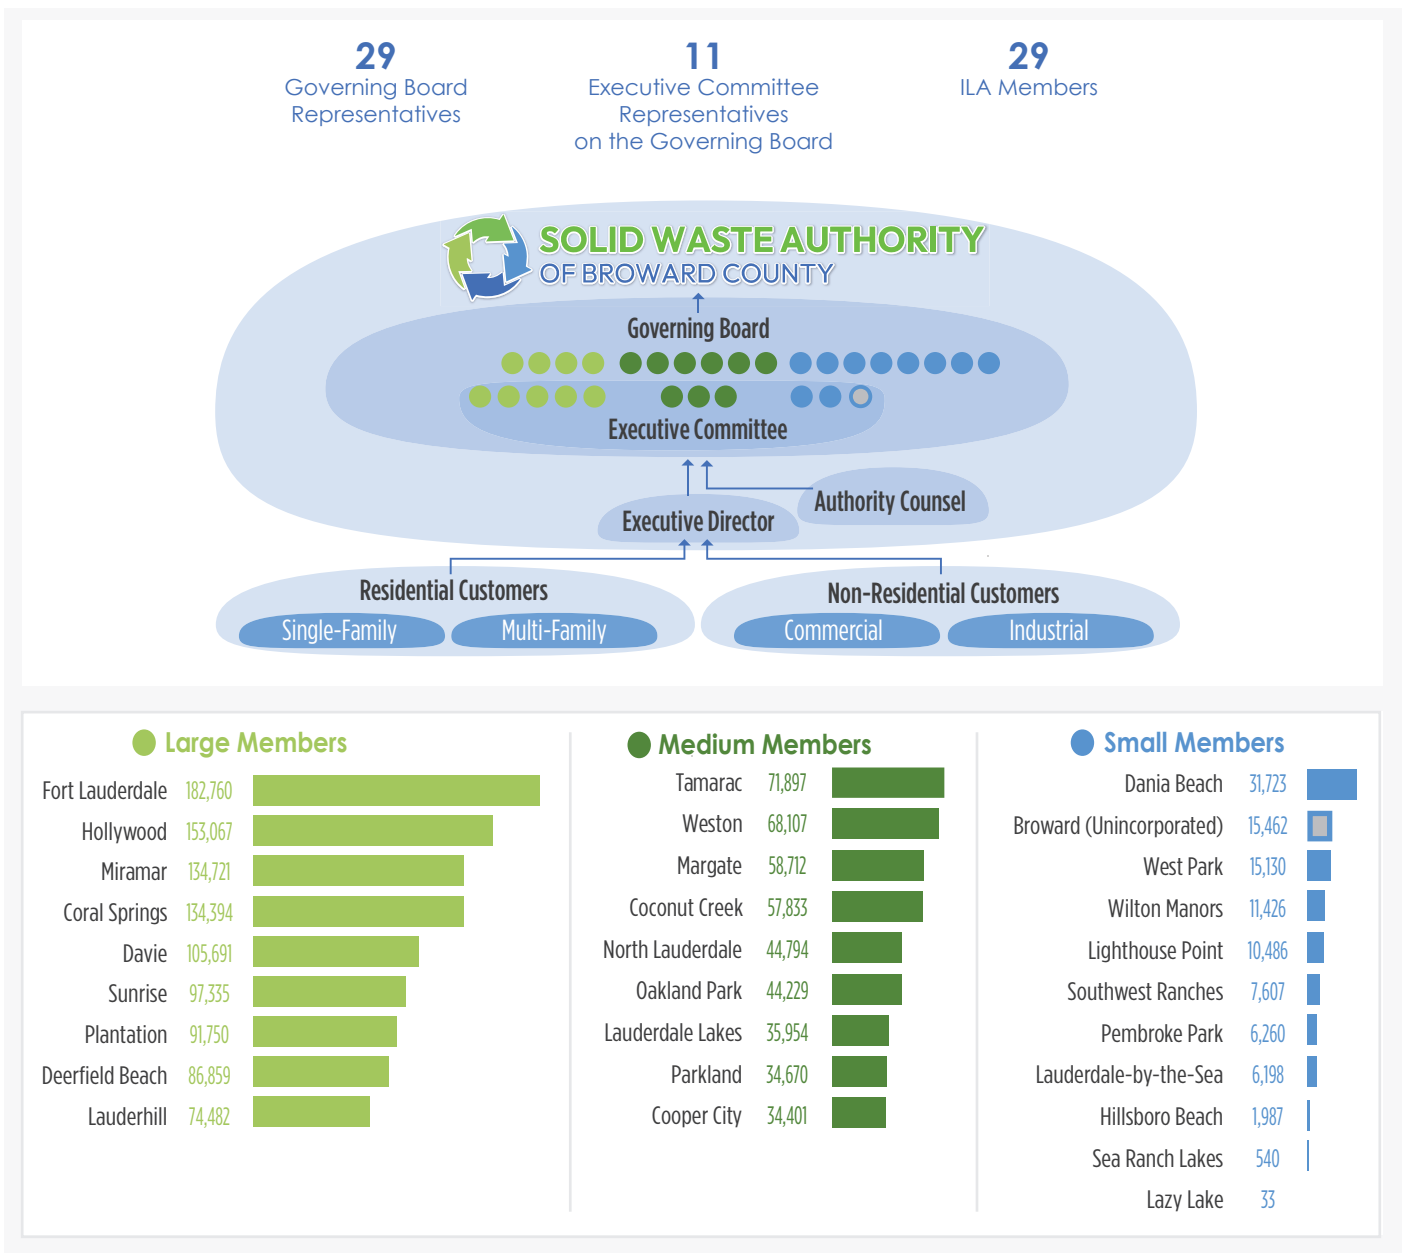 29
Governing Board
Representatives
11
Executive Committee
Representatives
on the Governing Board
29
ILA Members
SOLID WASTE AUTHORITY
OF BROWARD COUNTY
Governing Board
Executive Committee
Authority Counsel
Executive Director
Residential Customers
Single-Family
Multi-Family
Non-Residential Customers
Commercial
Industrial
Large Members
Fort Lauderdale 182,760
Hollywood 153,067
Miramar 134,721
Coral Springs 134,394
Davie 105,691
Sunrise 97,335
Plantation 91,750
Deerfield Beach 86,859
Lauderhill 74,482
Medium Members
Tamarac 71,897
Weston 68,107
Margate 58,712
Coconut Creek 57,833
North Lauderdale 44,794
Oakland Park 44,229
Lauderdale Lakes 35,954
Parkland 34,670
Cooper City 34,401
Small Members
Dania Beach 31,723
Broward (Unincorporated) 15,462
West Park 15,130
Wilton Manors 11,426
Lighthouse Point 10,486
Southwest Ranches 7,607
Pembroke Park 6,260
Lauderdale-by-the-Sea 6,198
Hillsboro Beach 1,987
Sea Ranch Lakes 540
Lazy Lake 33